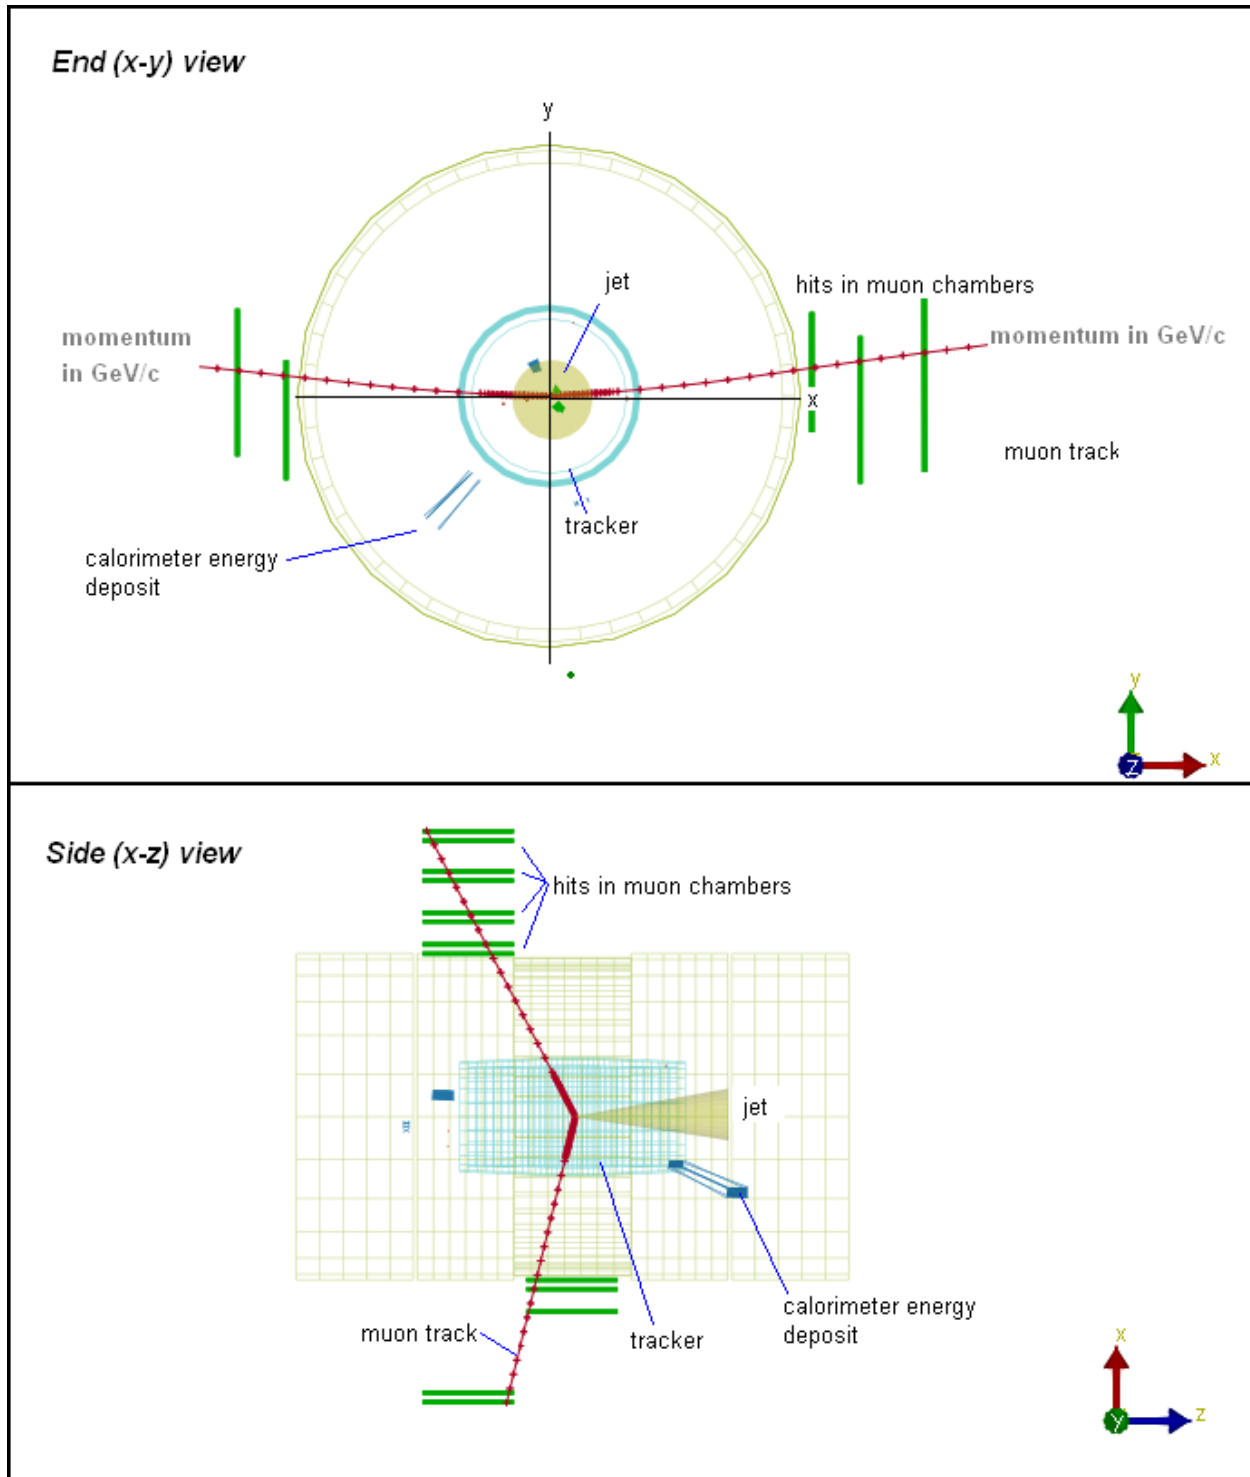 End (x-y) view
y
jet
hits in muon chambers
momentum
in GeV/c
momentum in GeV/c
x
muon track
tracker
calorimeter energy
deposit
y
Z
x
Side (x-z) view
hits in muon chambers
jet
calorimeter energy
deposit
muon track
tracker
x
y
z